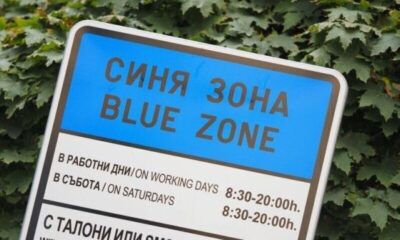 СИНЯ ЗОНА
BLUE ZONE
В РАБОТНИ ДНИ/ON WORKING DAYS 8:30-20:00h.
В СЪБОТА/ON SATURDAYS 8:30-20:00h.
С ТАЛОНИ ИЛИ